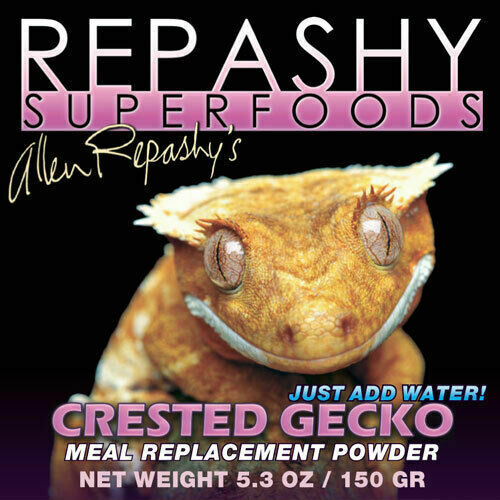 REPASHY
SUPERFOODS
Allen Repashy's
JUST ADD WATER!
CRESTED GECKO
MEAL REPLACEMENT POWDER
NET WEIGHT 5.3 OZ / 150 GR